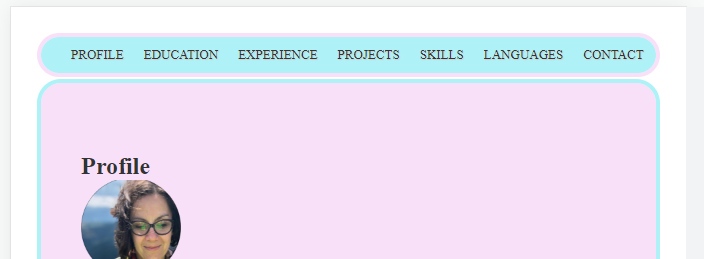 PROFILE EDUCATION EXPERIENCE PROJECTS SKILLS LANGUAGES CONTACT
Profile